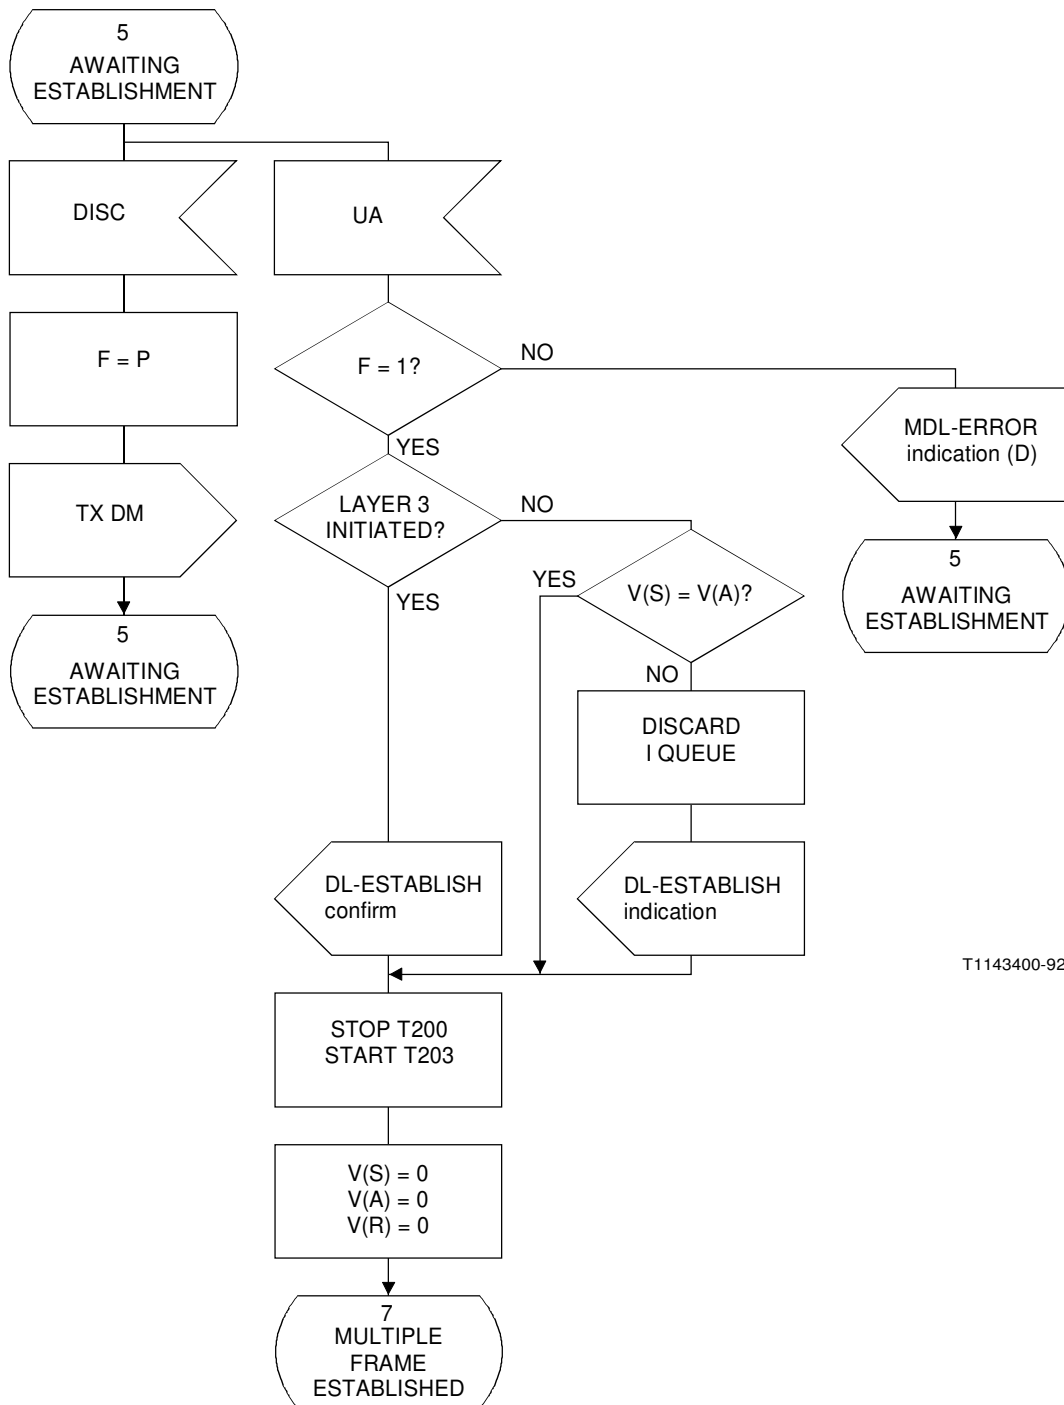 5
AWAITING
ESTABLISHMENT
DISC
UA
F = P
F = 1?
NO
YES
MDL-ERROR
indication (D)
TX DM
LAYER 3
INITIATED?
NO
YES
5
AWAITING
ESTABLISHMENT
YES
V(S) = V(A)?
NO
5
AWAITING
ESTABLISHMENT
DISCARD
I QUEUE
DL-ESTABLISH
confirm
DL-ESTABLISH
indication
T1143400-92
STOP T200
START T203
V(S) = 0
V(A) = 0
V(R) = 0
7
MULTIPLE
FRAME
ESTABLISHED